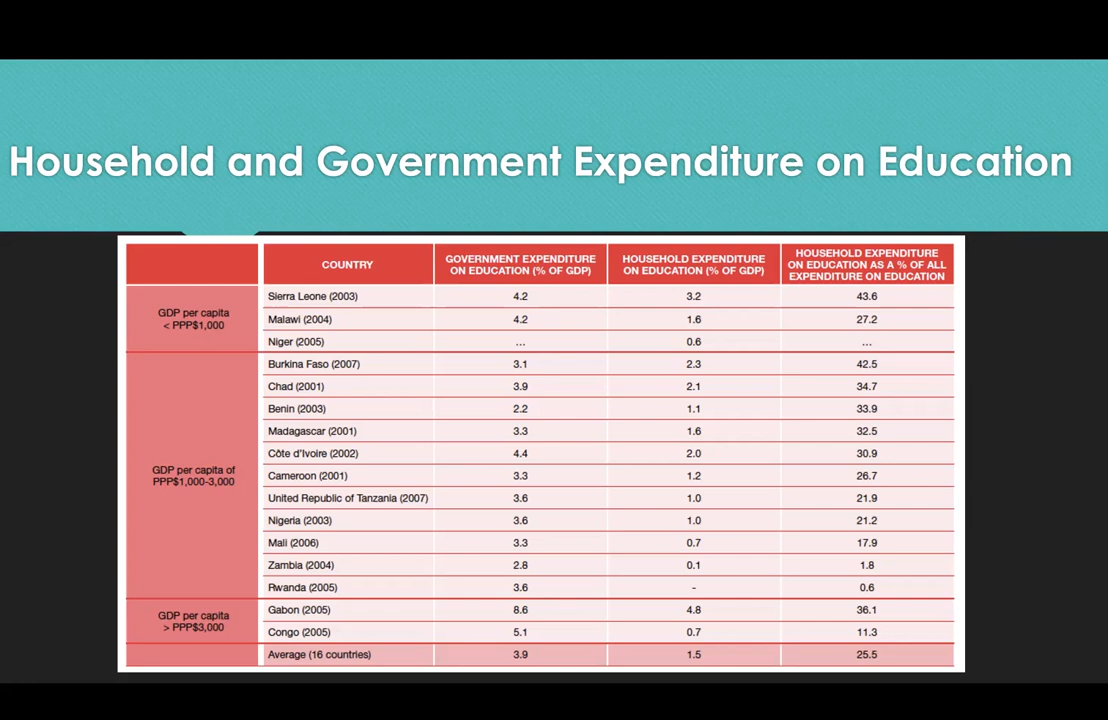 Household and Government Expenditure on Education
COUNTRY
GOVERNMENT EXPENDITURE
ON EDUCATION (% OF GDP)
HOUSEHOLD EXPENDITURE
ON EDUCATION (% OF GDP)
HOUSEHOLD EXPENDITURE
ON EDUCATION AS A % OF ALL
EXPENDITURE ON EDUCATION
GDP per capita
< PPP$1,000
Sierra Leone (2003) 4.2 3.2 43.6
Malawi (2004) 4.2 1.6 27.2
Niger (2005) ... 0.6 ...
GDP per capita of
PPP$1,000-3,000
Burkina Faso (2007) 3.1 2.3 42.5
Chad (2001) 3.9 2.1 34.7
Benin (2003) 2.2 1.1 33.9
Madagascar (2001) 3.3 1.6 32.5
Côte d'Ivoire (2002) 4.4 2.0 30.9
Cameroon (2001) 3.3 1.2 26.7
United Republic of Tanzania (2007) 3.6 1.0 21.9
Nigeria (2003) 3.6 1.0 21.2
Mali (2006) 3.3 0.7 17.9
Zambia (2004) 2.8 0.1 1.8
Rwanda (2005) 3.6 - 0.6
GDP per capita
> PPP$3,000
Gabon (2005) 8.6 4.8 36.1
Congo (2005) 5.1 0.7 11.3
Average (16 countries) 3.9 1.5 25.5